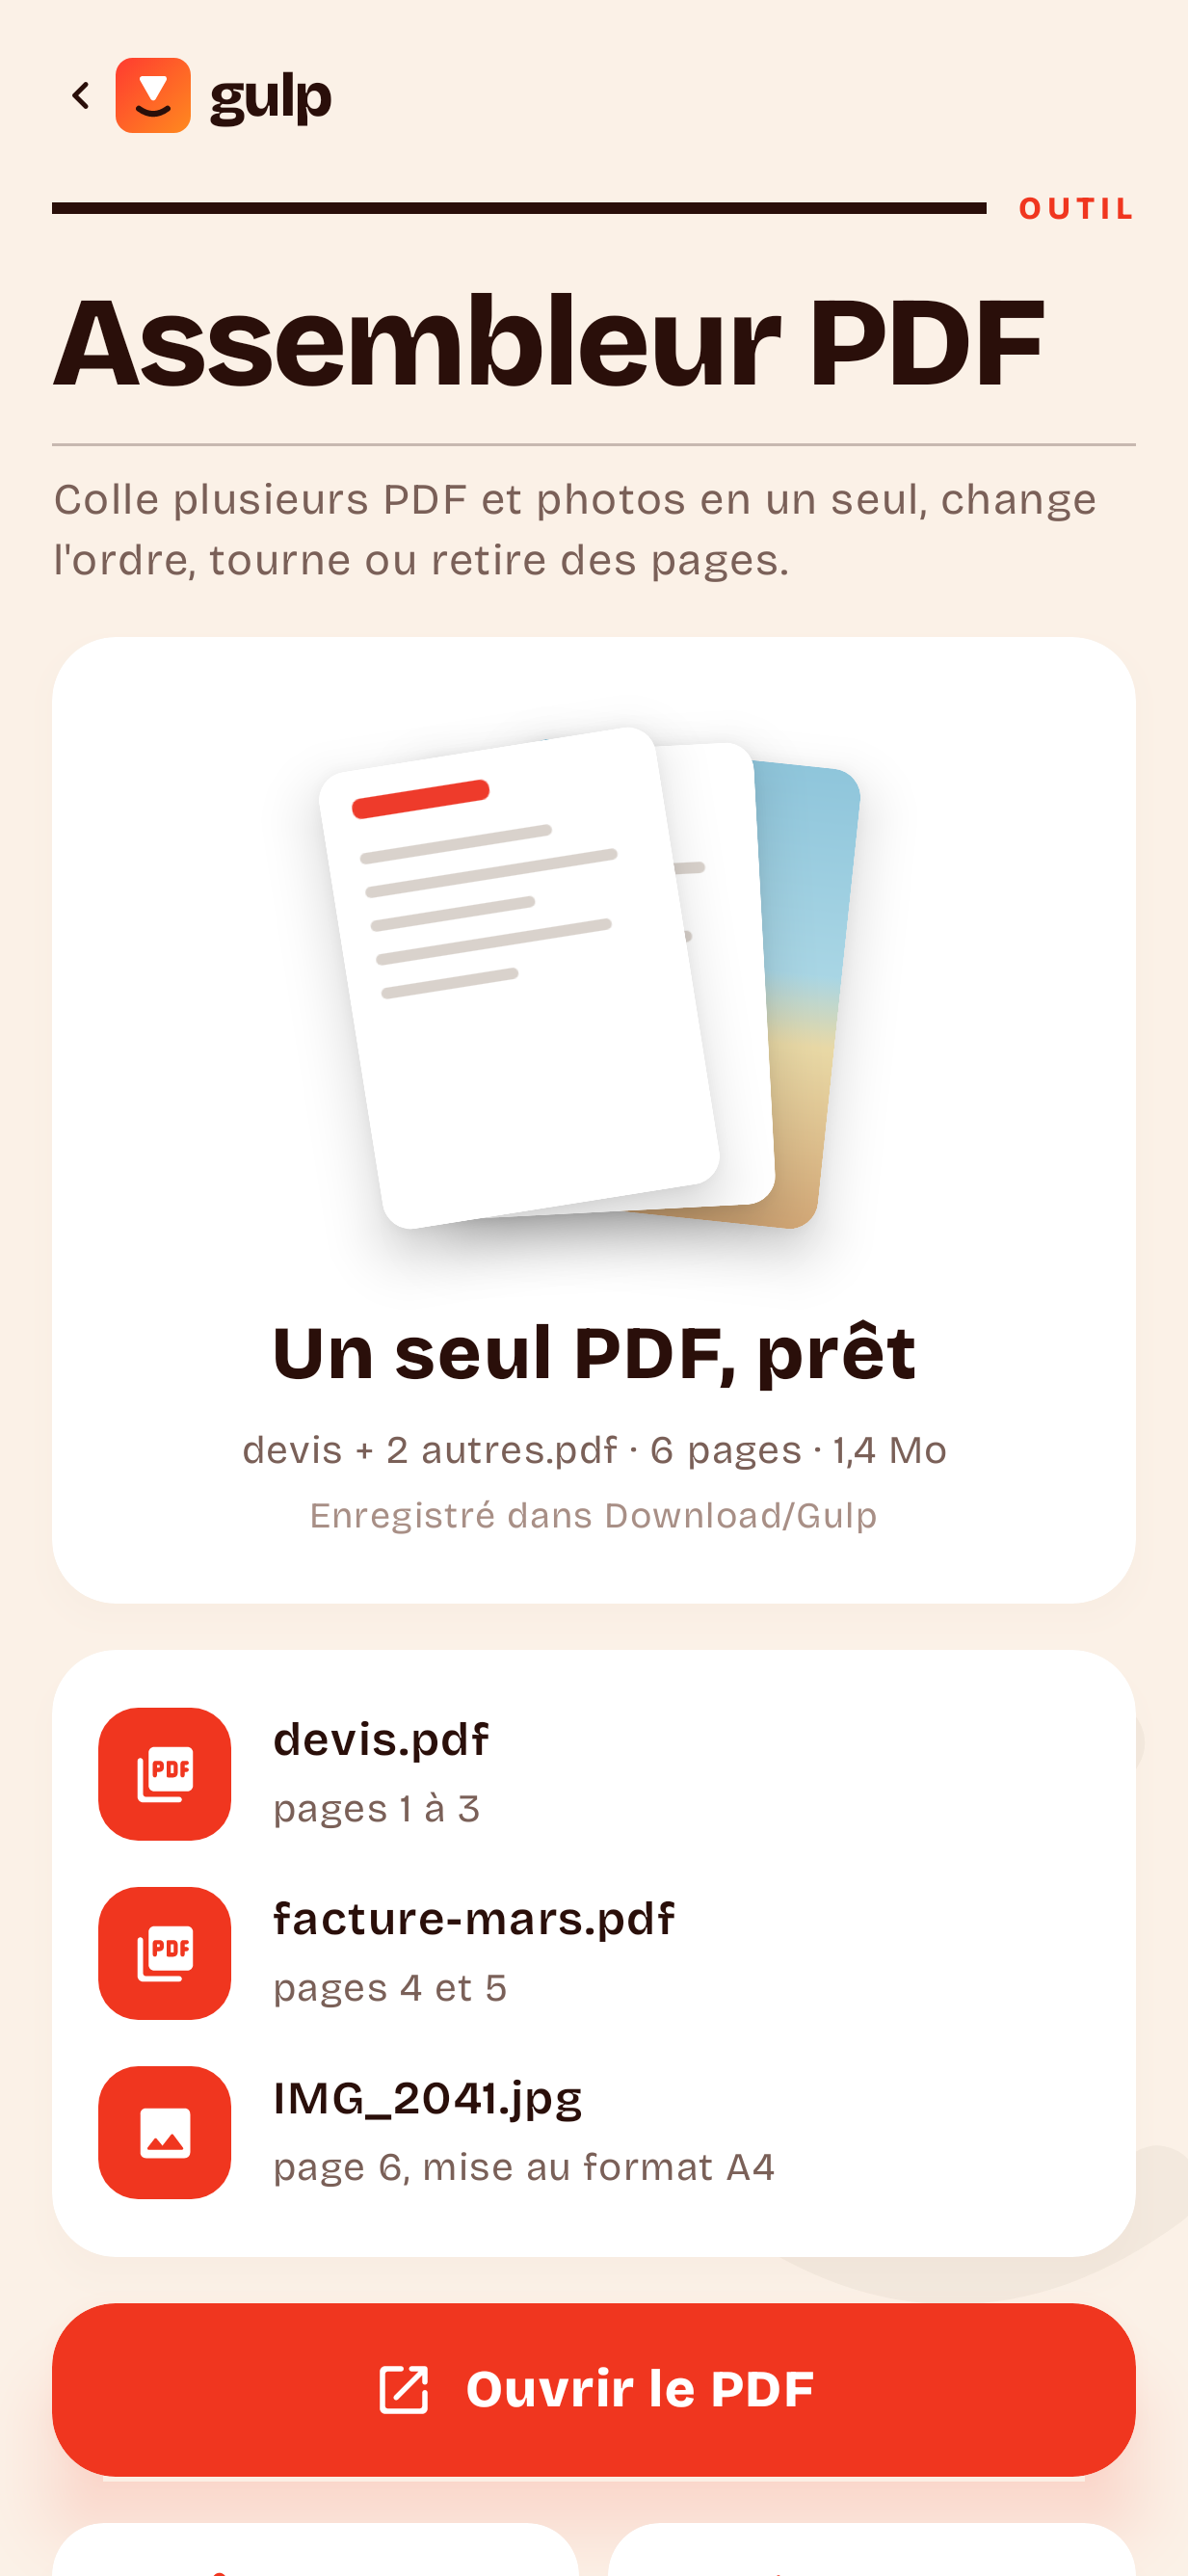 gulp
OUTIL
Assembleur PDF
Colle plusieurs PDF et photos en un seul, change
l'ordre, tourne ou retire des pages.
Un seul PDF, prêt
devis + 2 autres.pdf · 6 pages · 1,4 Mo
Enregistré dans Download/Gulp
PDF
devis.pdf
pages 1 à 3
PDF
facture-mars.pdf
pages 4 et 5
IMG_2041.jpg
page 6, mise au format A4
Ouvrir le PDF